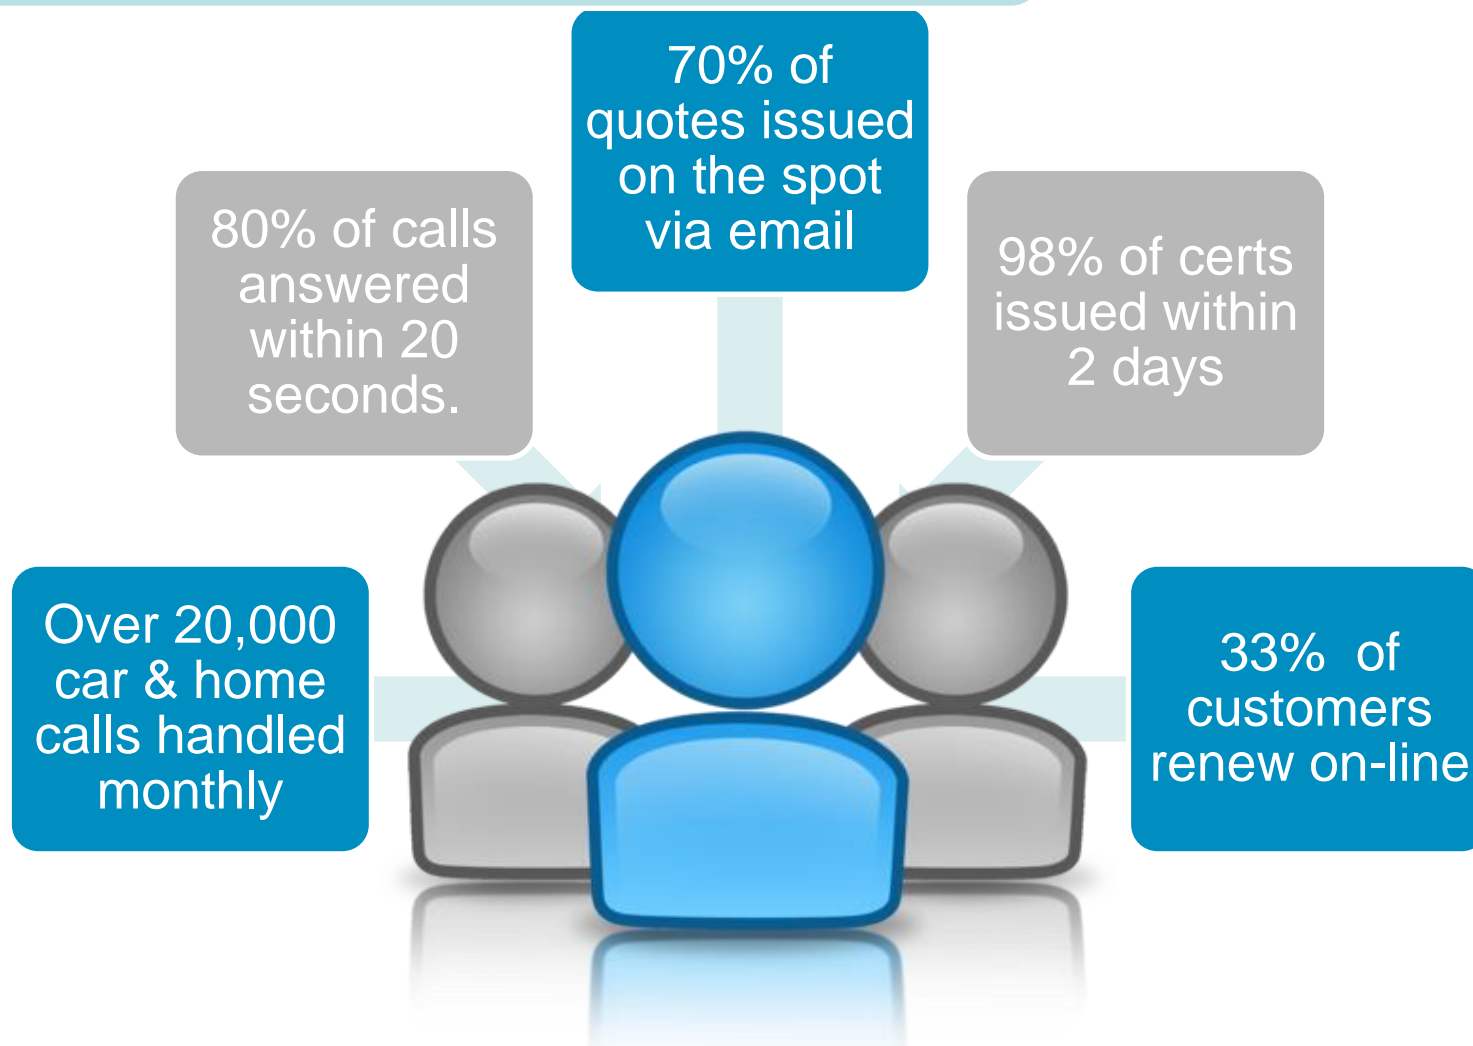 70% of
quotes issued
on the spot
via email
80% of calls
answered
within 20
seconds.
98% of certs
issued within
2 days
Over 20,000
car & home
calls handled
monthly
33% of
customers
renew on-line